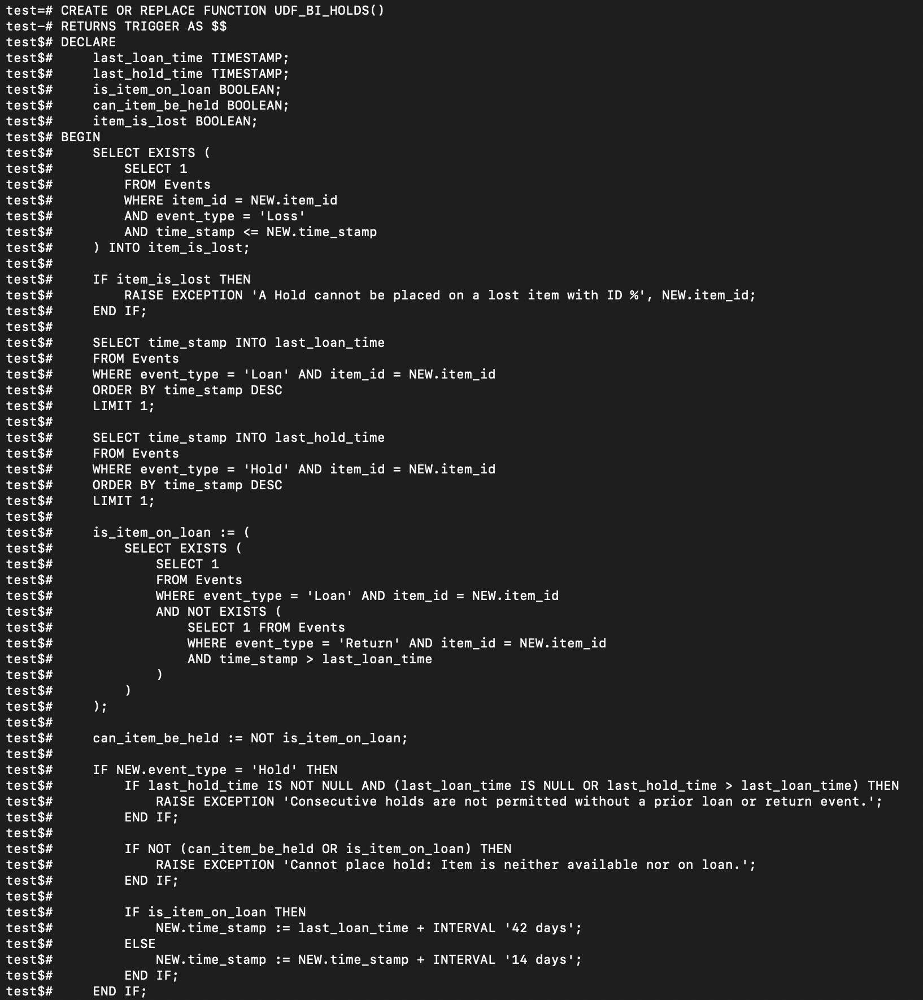 test=# CREATE OR REPLACE FUNCTION UDF_BI_HOLDS()
test-# RETURNS TRIGGER AS $$
test$# DECLARE
test$#     last_loan_time TIMESTAMP;
test$#     last_hold_time TIMESTAMP;
test$#     is_item_on_loan BOOLEAN;
test$#     can_item_be_held BOOLEAN;
test$#     item_is_lost BOOLEAN;
test$# BEGIN
test$#     SELECT EXISTS (
test$#         SELECT 1
test$#         FROM Events
test$#         WHERE item_id = NEW.item_id
test$#         AND event_type = 'Loss'
test$#         AND time_stamp <= NEW.time_stamp
test$#     ) INTO item_is_lost;
test$#
test$#     IF item_is_lost THEN
test$#         RAISE EXCEPTION 'A Hold cannot be placed on a lost item with ID %', NEW.item_id;
test$#     END IF;
test$#
test$#     SELECT time_stamp INTO last_loan_time
test$#     FROM Events
test$#     WHERE event_type = 'Loan' AND item_id = NEW.item_id
test$#     ORDER BY time_stamp DESC
test$#     LIMIT 1;
test$#
test$#     SELECT time_stamp INTO last_hold_time
test$#     FROM Events
test$#     WHERE event_type = 'Hold' AND item_id = NEW.item_id
test$#     ORDER BY time_stamp DESC
test$#     LIMIT 1;
test$#
test$#     is_item_on_loan := (
test$#         SELECT EXISTS (
test$#             SELECT 1
test$#             FROM Events
test$#             WHERE event_type = 'Loan' AND item_id = NEW.item_id
test$#             AND NOT EXISTS (
test$#                 SELECT 1 FROM Events
test$#                 WHERE event_type = 'Return' AND item_id = NEW.item_id
test$#                 AND time_stamp > last_loan_time
test$#             )
test$#         )
test$#     );
test$#
test$#     can_item_be_held := NOT is_item_on_loan;
test$#
test$#     IF NEW.event_type = 'Hold' THEN
test$#         IF last_hold_time IS NOT NULL AND (last_loan_time IS NULL OR last_hold_time > last_loan_time) THEN
test$#             RAISE EXCEPTION 'Consecutive holds are not permitted without a prior loan or return event.';
test$#         END IF;
test$#
test$#         IF NOT (can_item_be_held OR is_item_on_loan) THEN
test$#             RAISE EXCEPTION 'Cannot place hold: Item is neither available nor on loan.';
test$#         END IF;
test$#
test$#         IF is_item_on_loan THEN
test$#             NEW.time_stamp := last_loan_time + INTERVAL '42 days';
test$#         ELSE
test$#             NEW.time_stamp := NEW.time_stamp + INTERVAL '14 days';
test$#         END IF;
test$#     END IF;